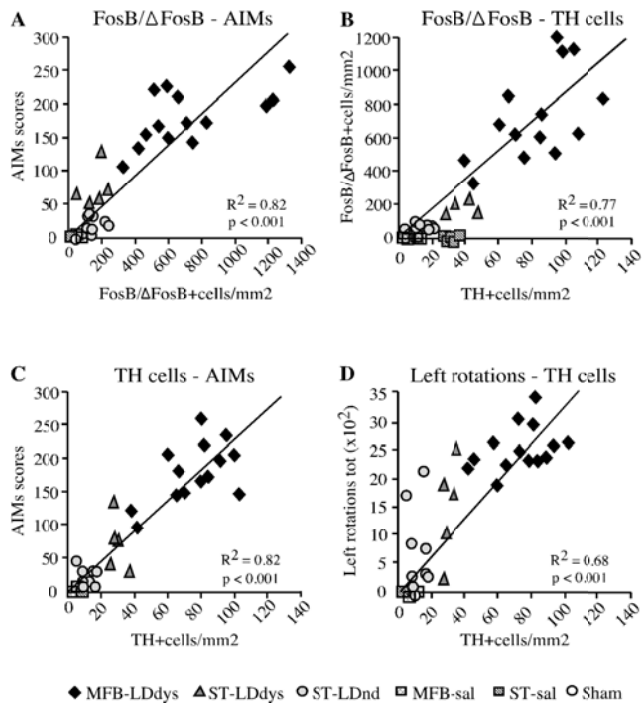 A FosB/ΔFosB - AIMs
AIMs scores
300
250
200
150
100
50
0
R² = 0.82
p < 0.001
0
200
400
600
800
1000
1200
1400
FosB/ΔFosB+cells/mm2
B FosB/ΔFosB - TH cells
FosB/ΔFosB+cells/mm2
1200
1000
800
600
400
200
0
R² = 0.77
p < 0.001
0
20
40
60
80
100
120
140
TH+cells/mm2
C TH cells - AIMs
AIMs scores
300
250
200
150
100
50
0
R² = 0.82
p < 0.001
0
20
40
60
80
100
120
140
TH+cells/mm2
D Left rotations - TH cells
Left rotations tot (x10²)
35
30
25
20
15
10
5
0
R² = 0.68
p < 0.001
0
20
40
60
80
100
120
140
TH+cells/mm2
MFB-LDdys ST-LDdys ST-LDnd MFB-sal ST-sal Sham